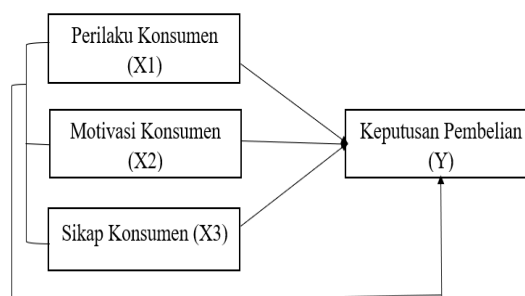 Perilaku Konsumen
(X1)
Motivasi Konsumen
(X2)
Keputusan Pembelian
(Y)
Sikap Konsumen (X3)